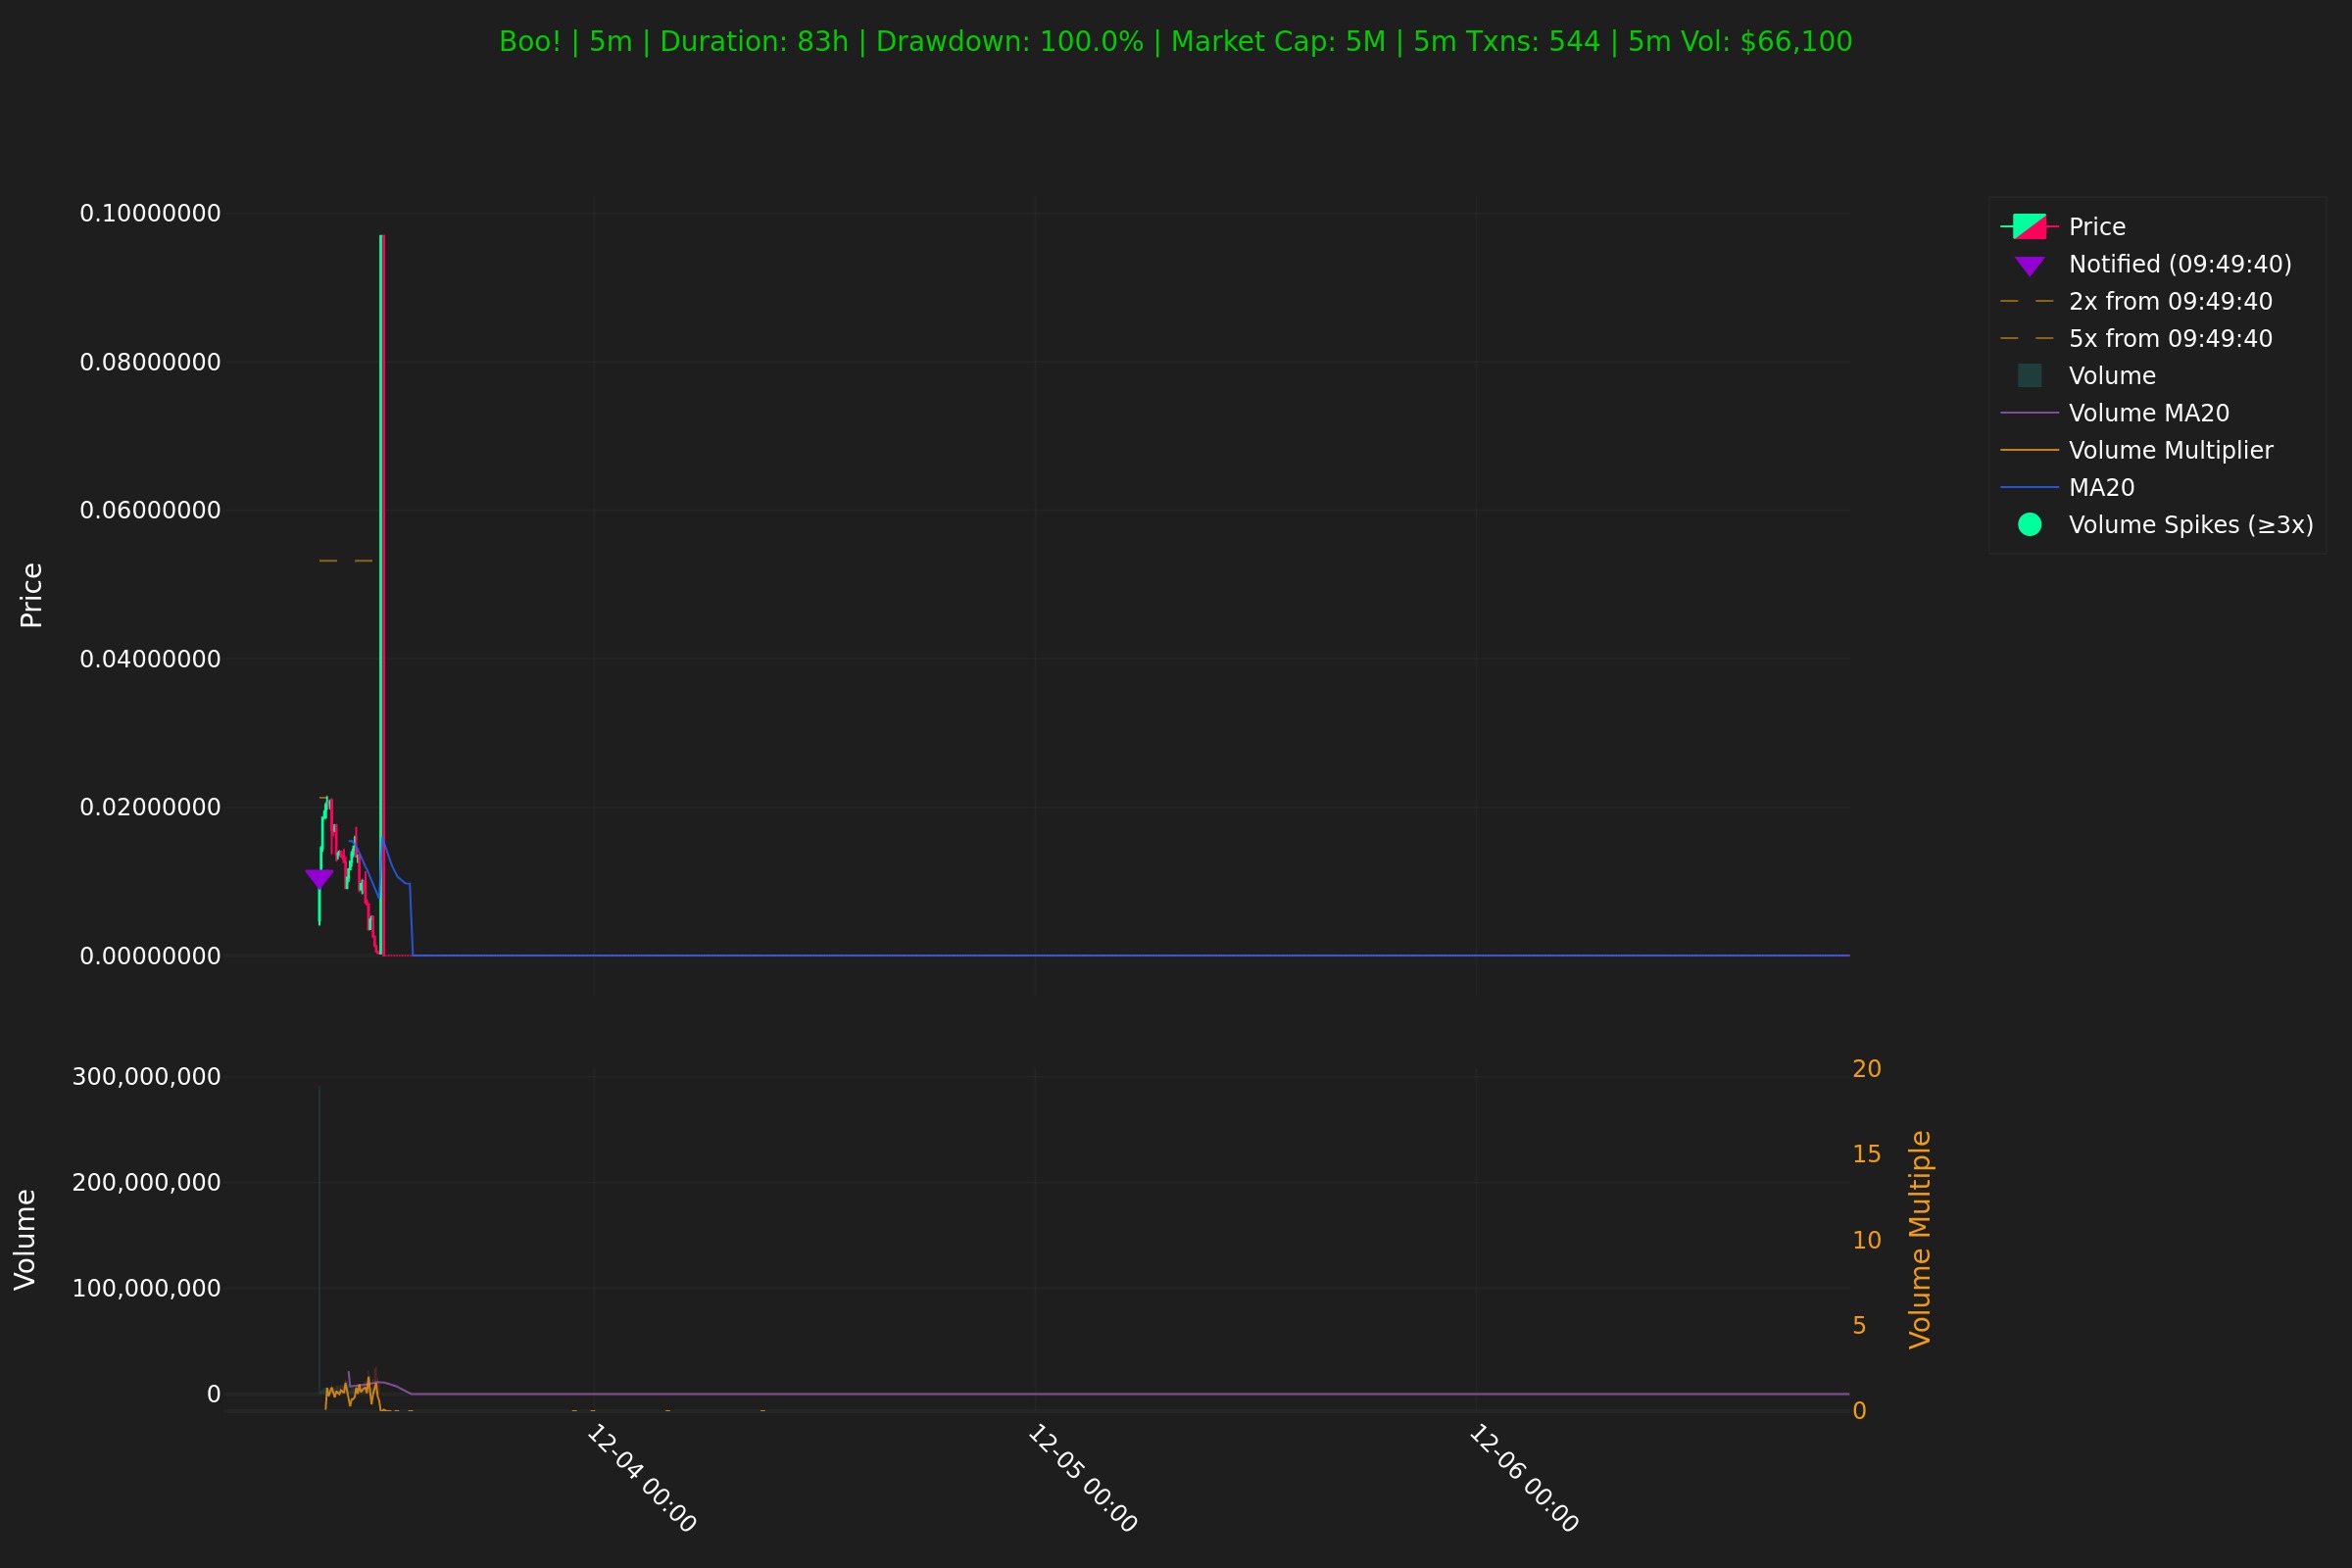 Boo! | 5m | Duration: 83h | Drawdown: 100.0% | Market Cap: 5M | 5m Txns: 544 | 5m Vol: $66,100
Price
0.10000000
0.08000000
0.06000000
0.04000000
0.02000000
0.00000000
Price
Notified (09:49:40)
2x from 09:49:40
5x from 09:49:40
Volume
Volume MA20
Volume Multiplier
MA20
Volume Spikes (≥3x)
Volume
300,000,000
200,000,000
100,000,000
0
20
15
10
5
0
Volume Multiple
12-04 00:00
12-05 00:00
12-06 00:00